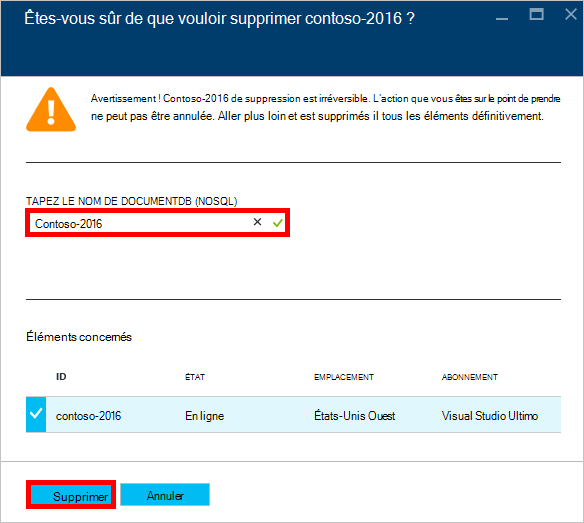 Êtes-vous sûr de que vouloir supprimer contoso-2016 ?
Avertissement ! Contoso-2016 de suppression est irréversible. L'action que vous êtes sur le point de prendre
ne peut pas être annulée. Aller plus loin et est supprimés il tous les éléments définitivement.
TAPEZ LE NOM DE DOCUMENTDB (NOSQL)
Contoso-2016
Éléments concernés
ID ÉTAT EMPLACEMENT ABONNEMENT
contoso-2016 En ligne États-Unis Ouest Visual Studio Ultimo
Supprimer Annuler